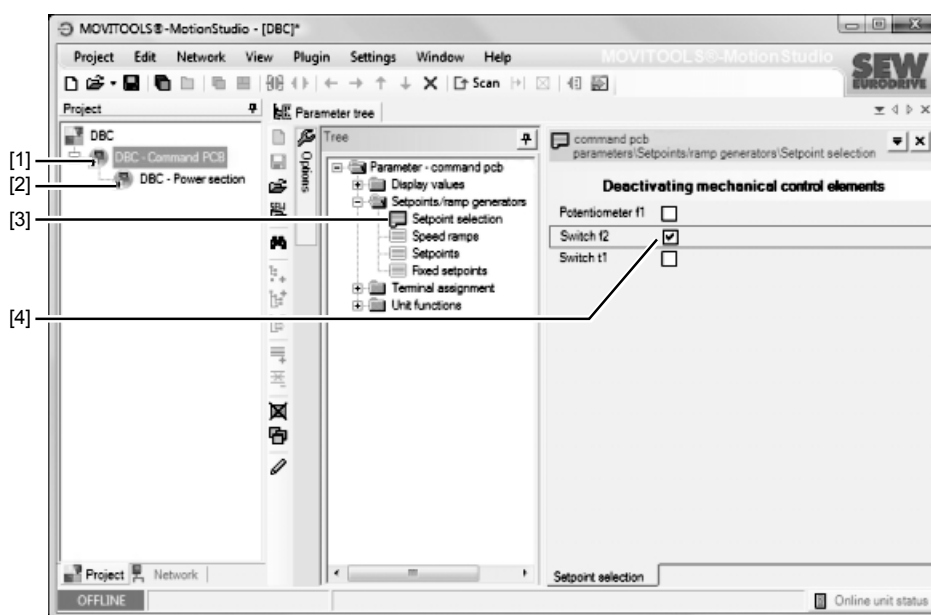 MOVITOOLS®-MotionStudio - [DBC]*
Project Edit Network View Plugin Settings Window Help
MOVITOOLS®-MotionStudio
SEW
EURODRIVE
Scan
Project
Parameter tree
DBC
[1]
DBC - Command PCB
[2]
DBC - Power section
Options
Tree
Parameter - command pcb
Display values
Setpoints/ramp generators
[3]
Setpoint selection
Speed ramps
Setpoints
Fixed setpoints
Terminal assignment
Unit functions
[4]
command pcb
parameters\Setpoints/ramp generators\Setpoint selection
Deactivating mechanical control elements
Potentiometer f1
Switch f2
Switch t1
Project Network
Setpoint selection
OFFLINE
Online unit status